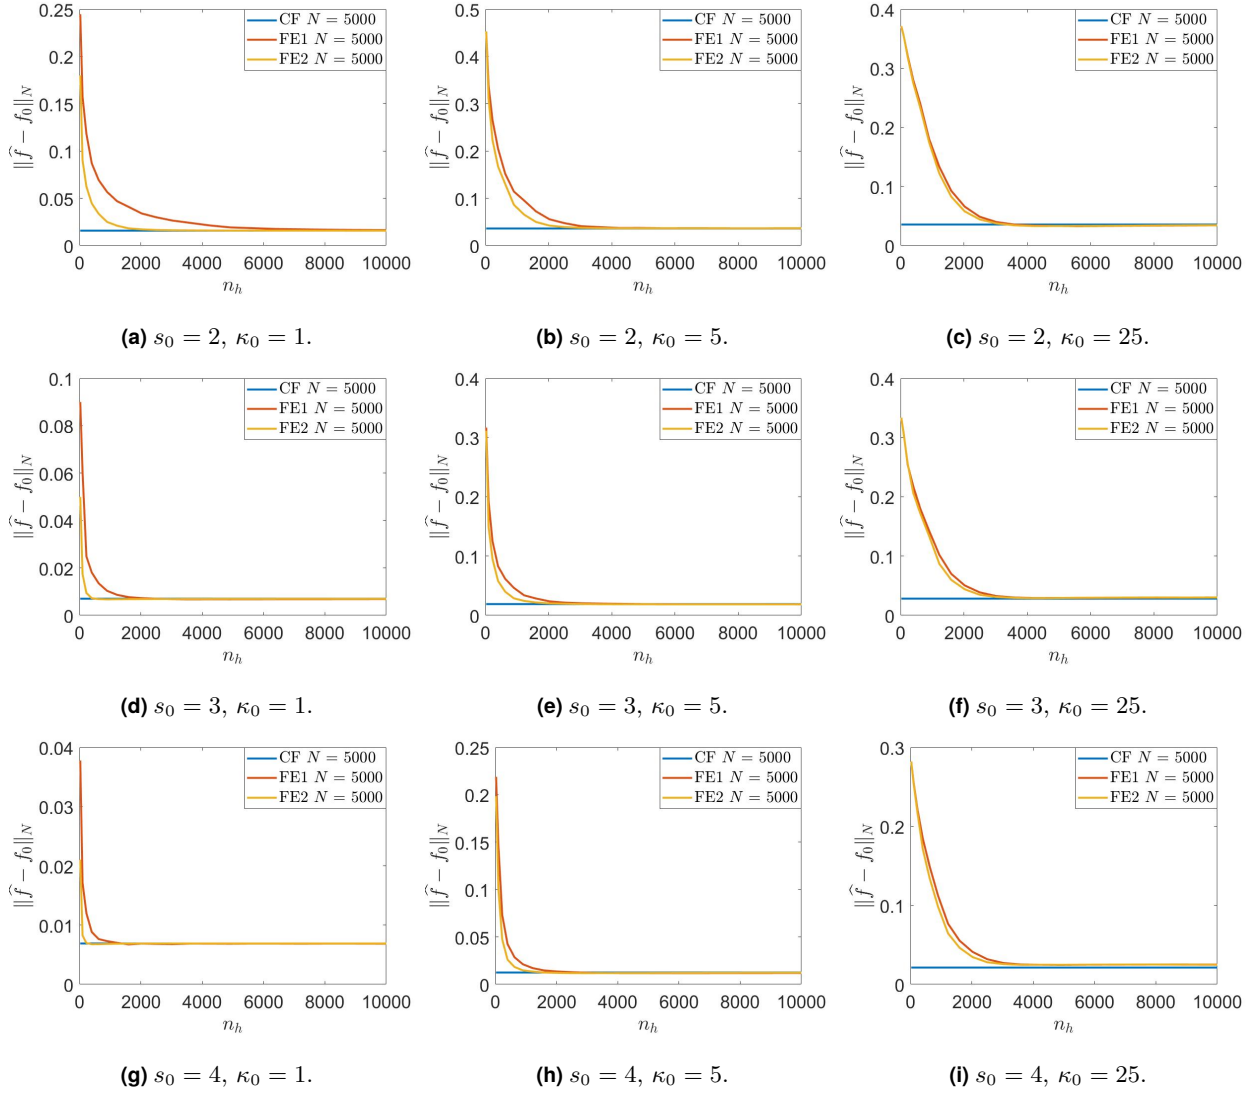 0.25
0.2
0.15
0.1
0.05
0
‖f̂ − f₀‖_N
0 2000 4000 6000 8000 10000
n_h
CF N = 5000
FE1 N = 5000
FE2 N = 5000
(a) s₀ = 2, κ₀ = 1.
0.5
0.4
0.3
0.2
0.1
0
‖f̂ − f₀‖_N
0 2000 4000 6000 8000 10000
n_h
CF N = 5000
FE1 N = 5000
FE2 N = 5000
(b) s₀ = 2, κ₀ = 5.
0.4
0.3
0.2
0.1
0
‖f̂ − f₀‖_N
0 2000 4000 6000 8000 10000
n_h
CF N = 5000
FE1 N = 5000
FE2 N = 5000
(c) s₀ = 2, κ₀ = 25.
0.1
0.08
0.06
0.04
0.02
0
‖f̂ − f₀‖_N
0 2000 4000 6000 8000 10000
n_h
CF N = 5000
FE1 N = 5000
FE2 N = 5000
(d) s₀ = 3, κ₀ = 1.
0.4
0.3
0.2
0.1
0
‖f̂ − f₀‖_N
0 2000 4000 6000 8000 10000
n_h
CF N = 5000
FE1 N = 5000
FE2 N = 5000
(e) s₀ = 3, κ₀ = 5.
0.4
0.3
0.2
0.1
0
‖f̂ − f₀‖_N
0 2000 4000 6000 8000 10000
n_h
CF N = 5000
FE1 N = 5000
FE2 N = 5000
(f) s₀ = 3, κ₀ = 25.
0.04
0.03
0.02
0.01
0
‖f̂ − f₀‖_N
0 2000 4000 6000 8000 10000
n_h
CF N = 5000
FE1 N = 5000
FE2 N = 5000
(g) s₀ = 4, κ₀ = 1.
0.25
0.2
0.15
0.1
0.05
0
‖f̂ − f₀‖_N
0 2000 4000 6000 8000 10000
n_h
CF N = 5000
FE1 N = 5000
FE2 N = 5000
(h) s₀ = 4, κ₀ = 5.
0.3
0.2
0.1
0
‖f̂ − f₀‖_N
0 2000 4000 6000 8000 10000
n_h
CF N = 5000
FE1 N = 5000
FE2 N = 5000
(i) s₀ = 4, κ₀ = 25.